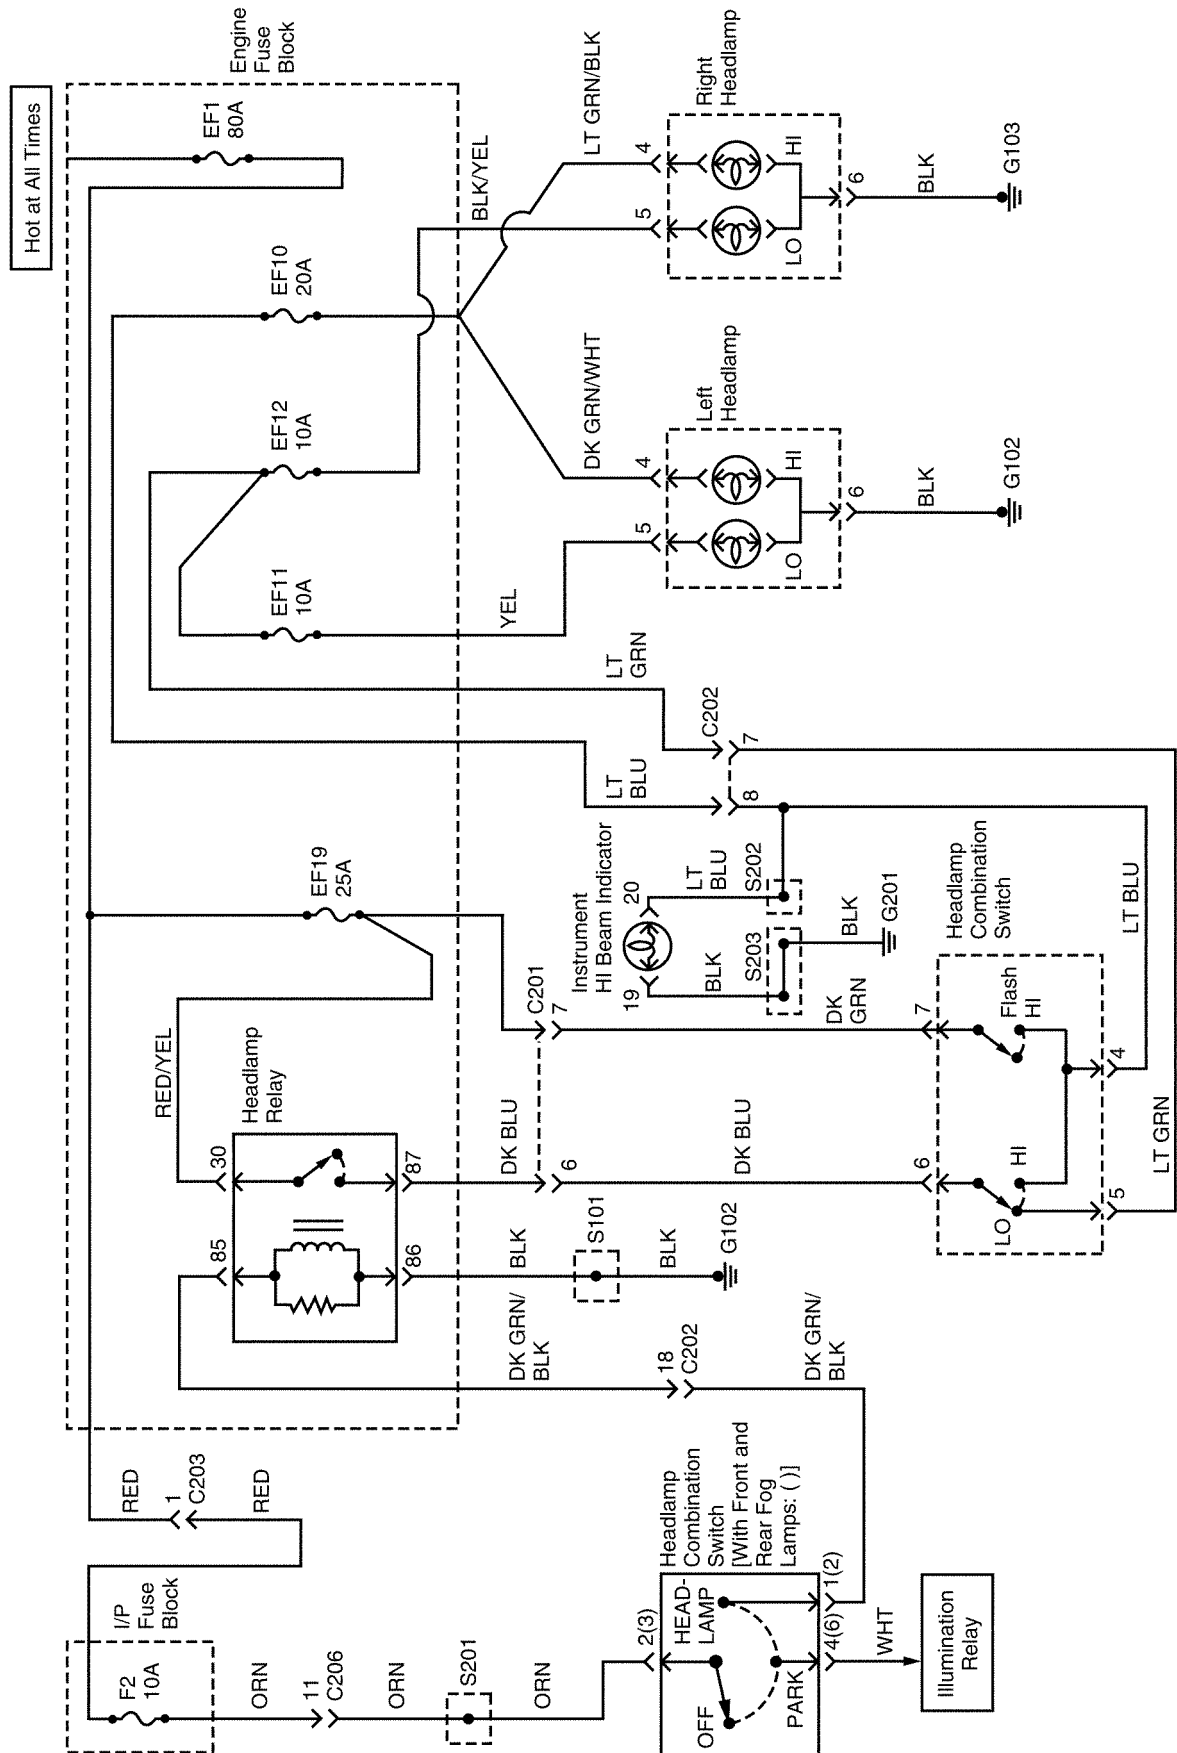 Hot at All Times
Engine
Fuse
Block
EF1
80A
EF10
20A
EF12
10A
EF11
10A
EF19
25A
BLK/YEL
LT GRN/BLK
DK GRN/WHT
YEL
LT
GRN
LT
BLU
Right
Headlamp
4
5
HI
LO
6
BLK
G103
Left
Headlamp
4
5
HI
LO
6
BLK
G102
C202
7
8
RED/YEL
Headlamp
Relay
30
87
85
86
DK BLU
C201
7
6
Instrument
HI Beam Indicator
20
19
LT
BLU
S202
BLK
S203
BLK
G201
DK
GRN
DK BLU
Headlamp
Combination
Switch
7
Flash
HI
6
HI
LO
4
5
LT BLU
LT GRN
BLK
S101
BLK
G102
DK GRN/
BLK
18
C202
DK GRN/
BLK
RED
1
C203
RED
I/P
Fuse
Block
F2
10A
ORN
11
C206
ORN
S201
ORN
Headlamp
Combination
Switch
[With Front and
Rear Fog
Lamps: ( )]
2(3)
HEAD-
LAMP
OFF
PARK
1(2)
4(6)
WHT
Illumination
Relay